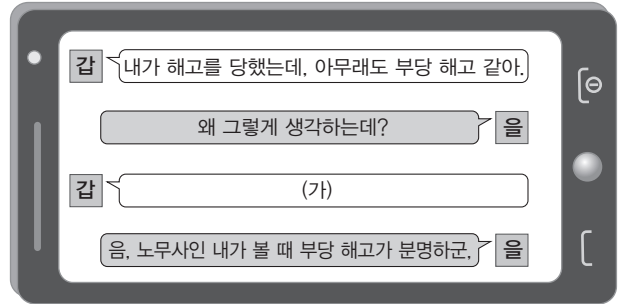 갑 내가 해고를 당했는데, 아무래도 부당 해고 같아.
왜 그렇게 생각하는데? 을
갑 (가)
음, 노무사인 내가 볼 때 부당 해고가 분명하군. 을